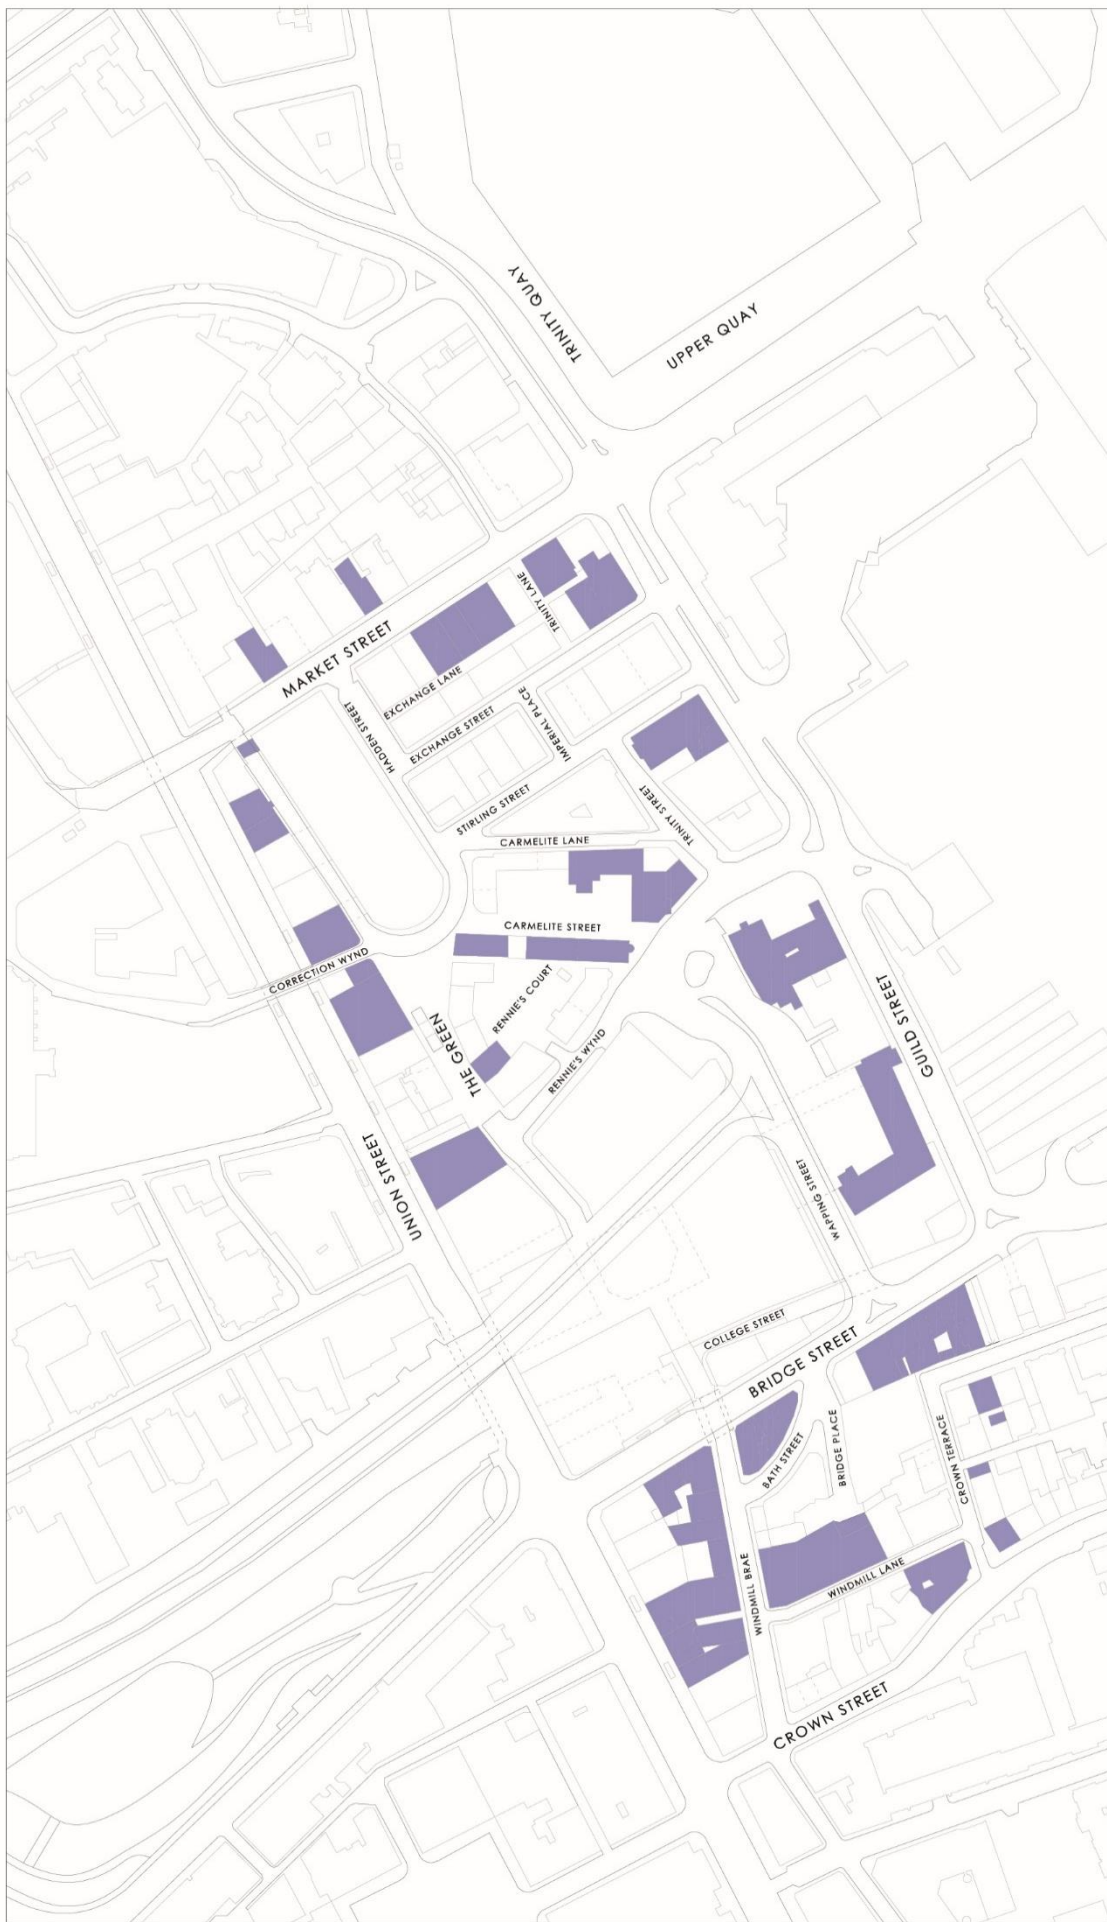 TRINITY QUAY
UPPER QUAY
MARKET STREET
TRINITY LANE
EXCHANGE LANE
HADDEN STREET
EXCHANGE STREET
IMPERIAL PLACE
STIRLING STREET
TRINITY STREET
CARMELITE LANE
CARMELITE STREET
CORRECTION WYND
RENNIE'S COURT
THE GREEN
RENNIE'S WYND
GUILD STREET
UNION STREET
WAPPING STREET
COLLEGE STREET
BRIDGE STREET
BATH STREET
BRIDGE PLACE
CROWN TERRACE
WINDMILL BRAE
WINDMILL LANE
CROWN STREET